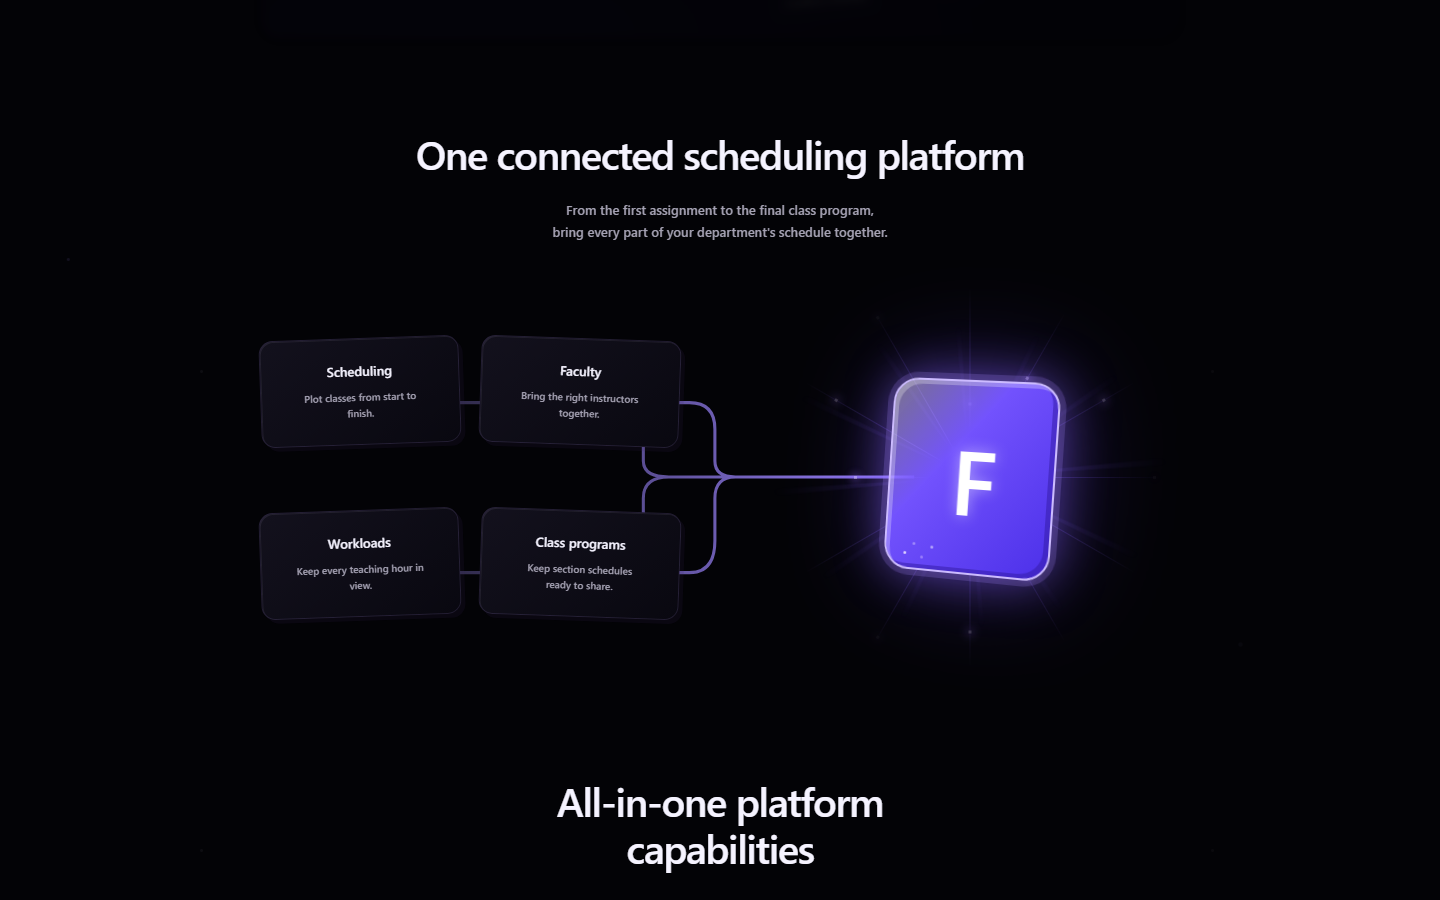 One connected scheduling platform
From the first assignment to the final class program,
bring every part of your department's schedule together.
Scheduling
Plot classes from start to
finish.
Faculty
Bring the right instructors
together.
Workloads
Keep every teaching hour in
view.
Class programs
Keep section schedules
ready to share.
F
All-in-one platform
capabilities